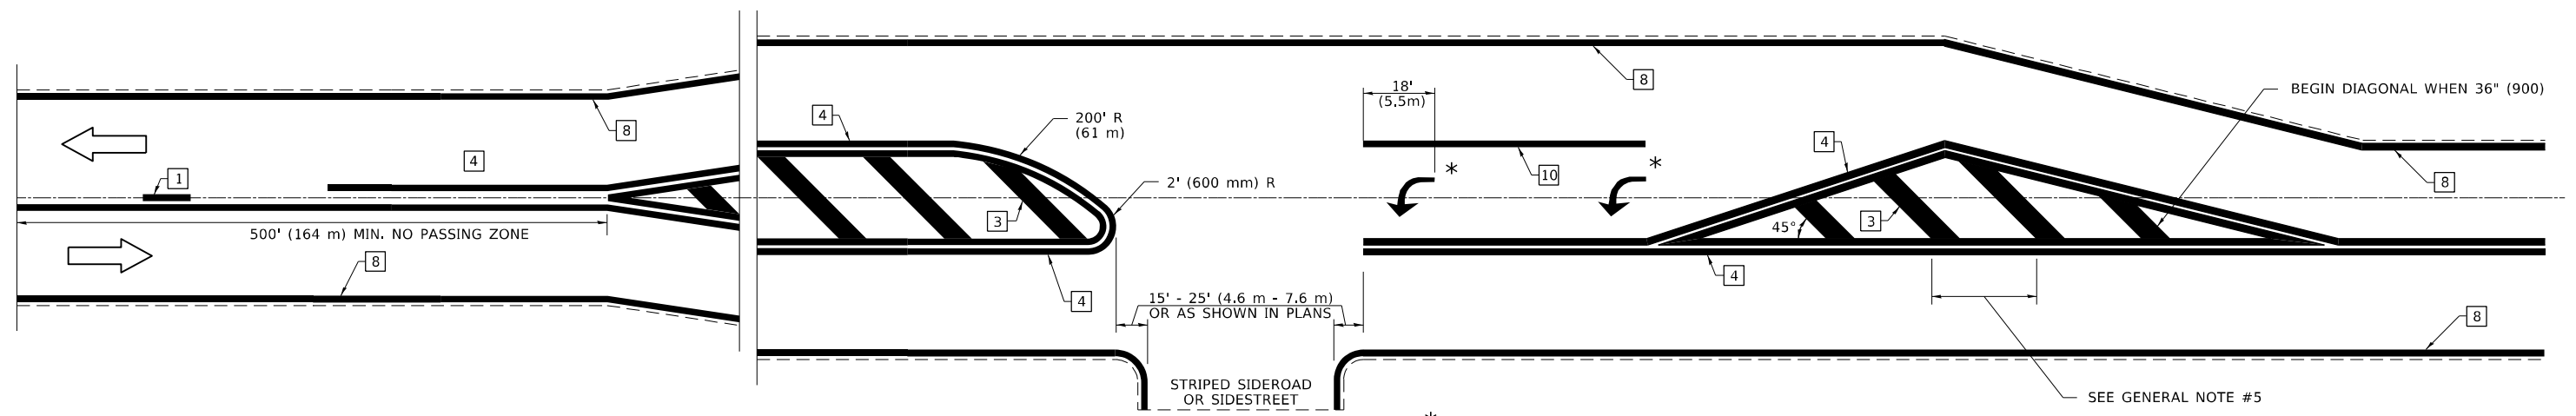 8
18'
(5.5m)
BEGIN DIAGONAL WHEN 36" (900)
4
200' R
(61 m)
8
4
4
*
*
1
10
8
2' (600 mm) R
3
3
45°
500' (164 m) MIN. NO PASSING ZONE
8
4
4
15' - 25' (4.6 m - 7.6 m)
OR AS SHOWN IN PLANS
8
STRIPED SIDEROAD
OR SIDESTREET
SEE GENERAL NOTE #5
*